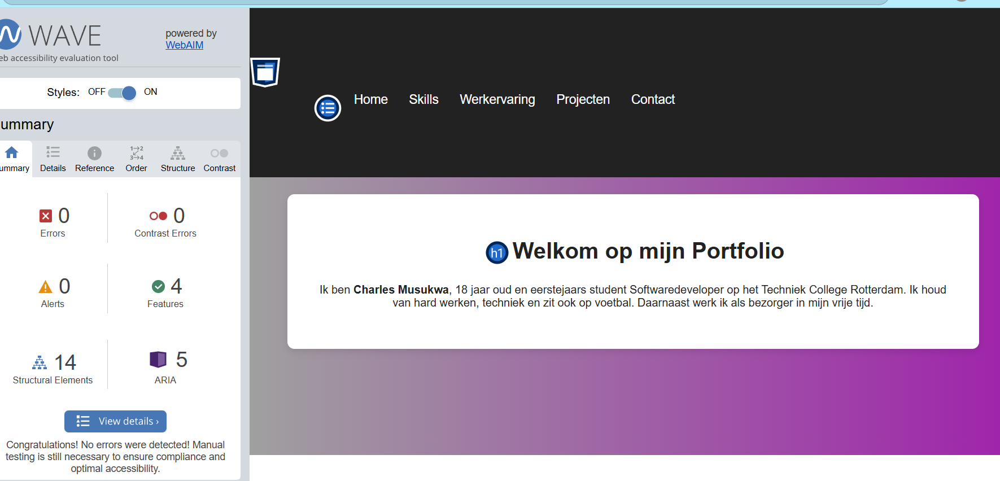 WAVE
powered by
WebAIM
eb accessibility evaluation tool
Styles: OFF ON
ummary
ummary
Details
Reference
1 2
3 4
Order
Structure
Contrast
0
Errors
0
Contrast Errors
0
Alerts
4
Features
14
Structural Elements
5
ARIA
View details ›
Congratulations! No errors were detected! Manual
testing is still necessary to ensure compliance and
optimal accessibility.
Home Skills Werkervaring Projecten Contact
h1 Welkom op mijn Portfolio
Ik ben Charles Musukwa, 18 jaar oud en eerstejaars student Softwaredeveloper op het Techniek College Rotterdam. Ik houd
van hard werken, techniek en zit ook op voetbal. Daarnaast werk ik als bezorger in mijn vrije tijd.